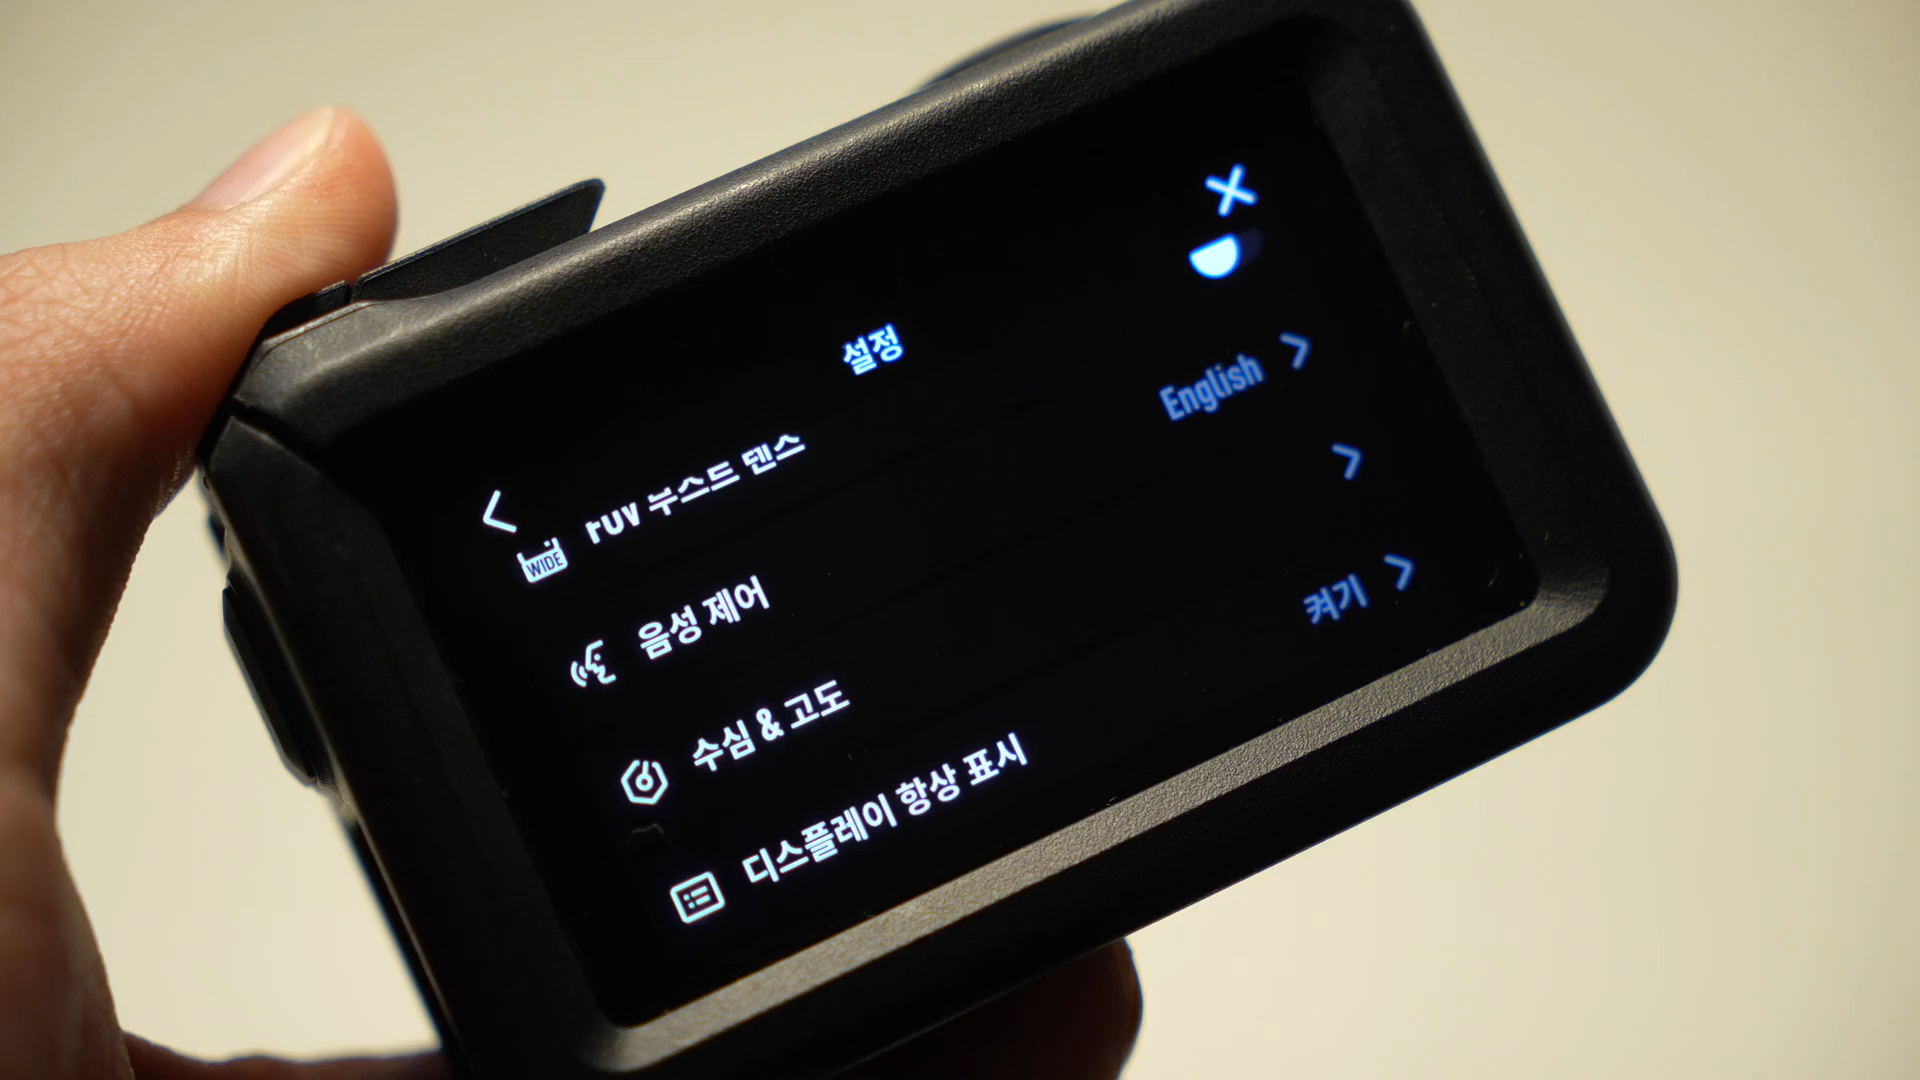 설정
부스트 렌즈
WIDE
음성 제어
English
수심 & 고도
디스플레이 항상 표시
켜기